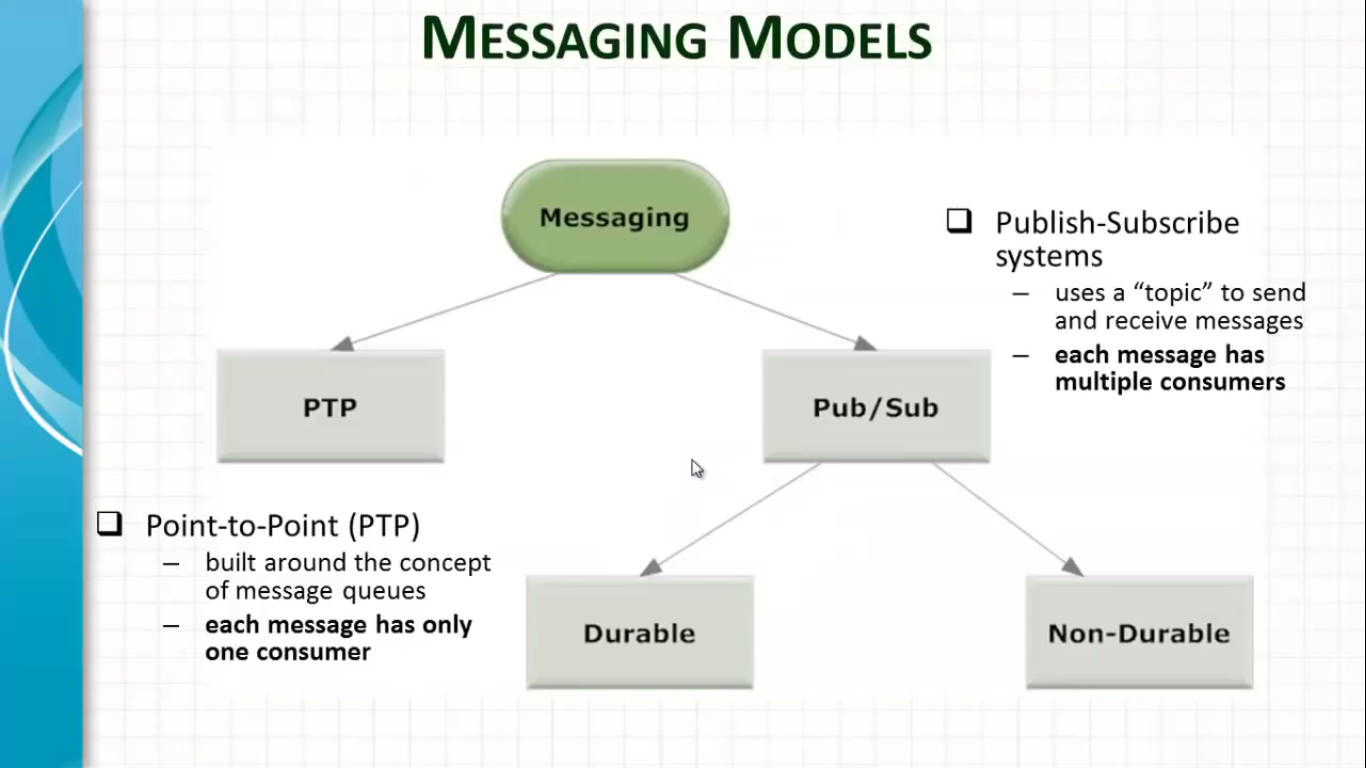 MESSAGING MODELS
Messaging
❑ Publish-Subscribe
systems
– uses a “topic” to send
and receive messages
– each message has
multiple consumers
PTP
Pub/Sub
❑ Point-to-Point (PTP)
– built around the concept
of message queues
– each message has only
one consumer
Durable
Non-Durable